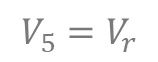 V₅ = Vᵣ